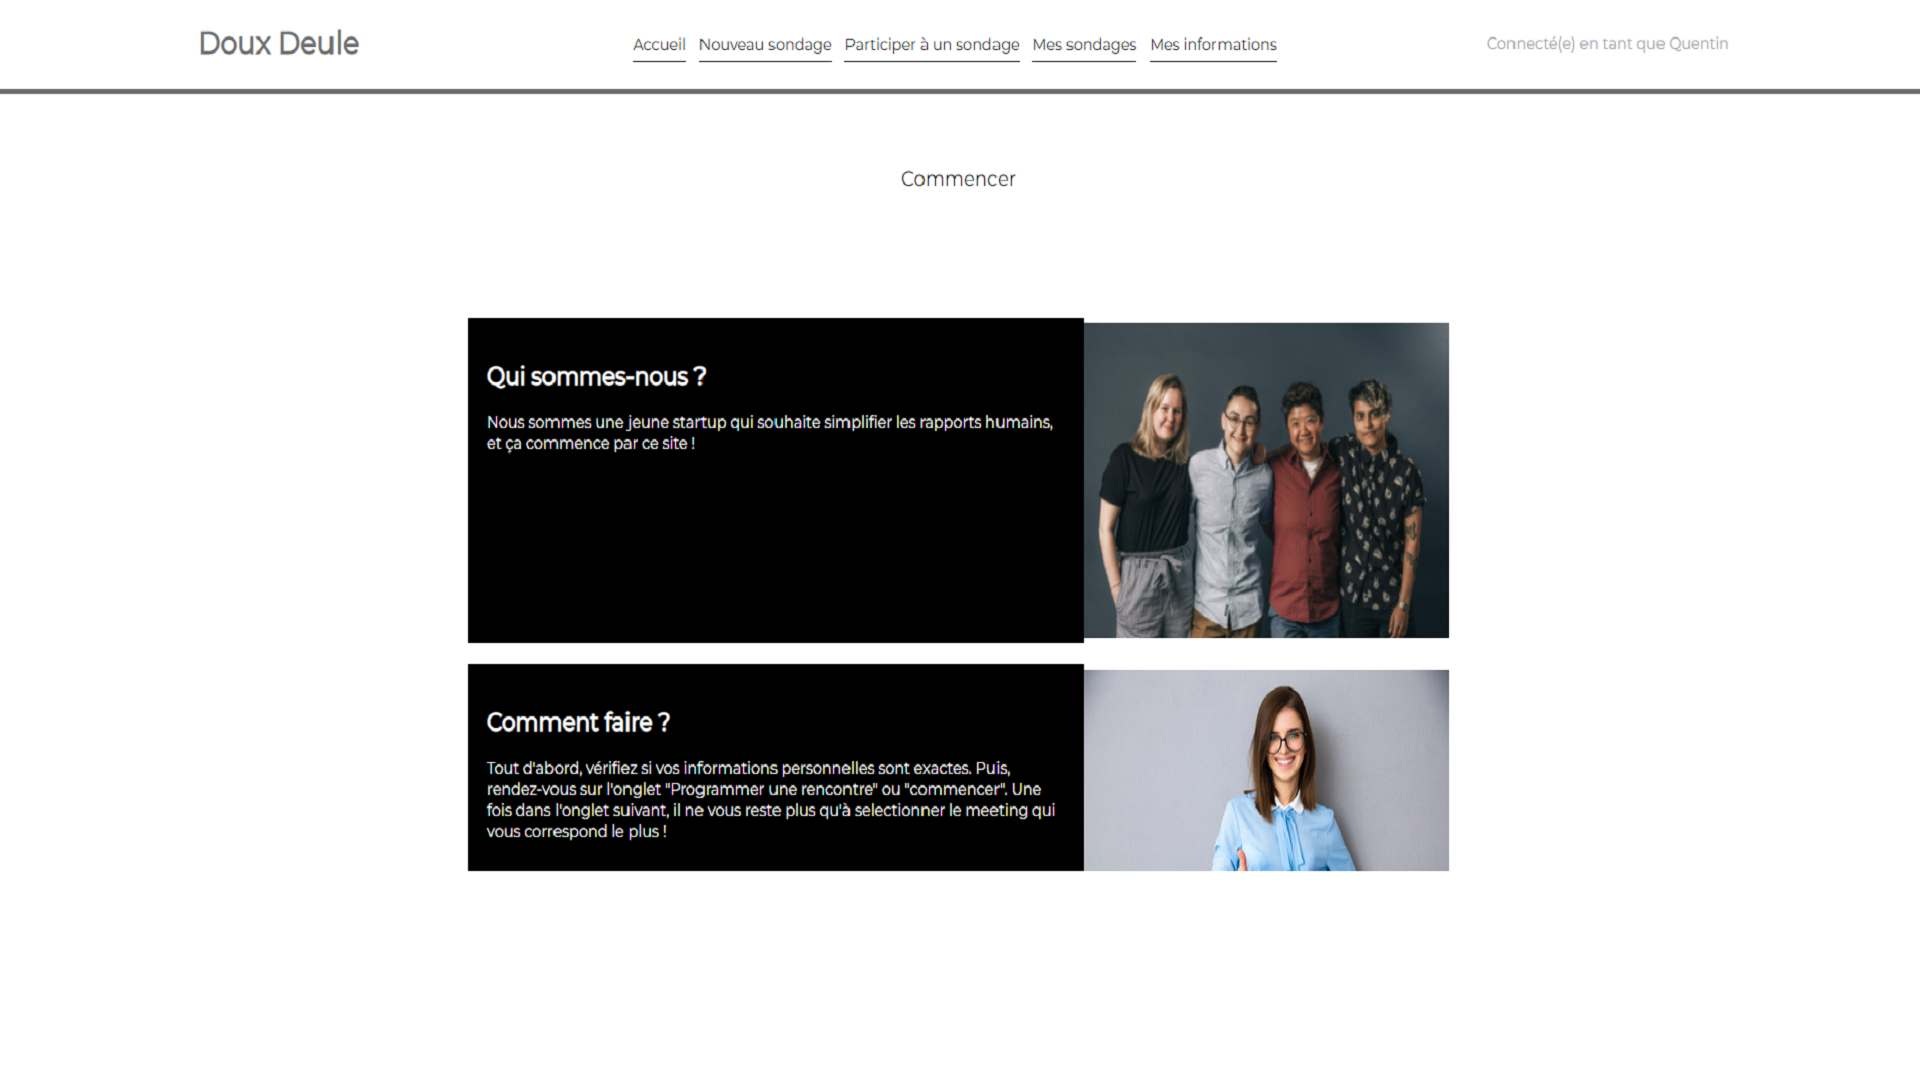 Doux Deule
Accueil Nouveau sondage Participer à un sondage Mes sondages Mes informations
Connecté(e) en tant que Quentin
Commencer
Qui sommes-nous ?
Nous sommes une jeune startup qui souhaite simplifier les rapports humains,
et ça commence par ce site !
Comment faire ?
Tout d'abord, vérifiez si vos informations personnelles sont exactes. Puis,
rendez-vous sur l'onglet "Programmer une rencontre" ou "commencer". Une
fois dans l'onglet suivant, il ne vous reste plus qu'à selectionner le meeting qui
vous correspond le plus !